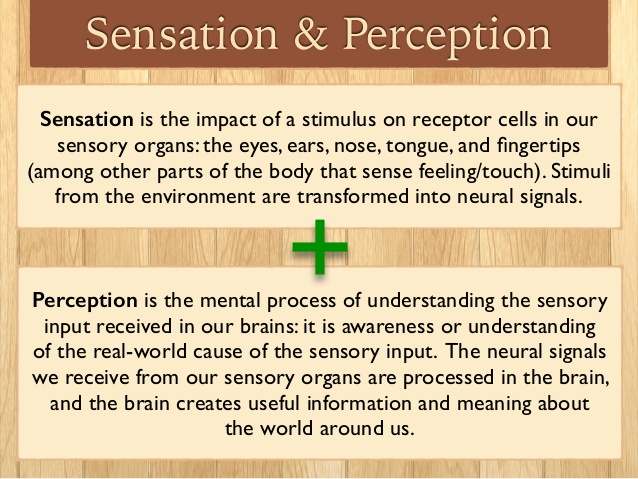 Sensation & Perception
Sensation is the impact of a stimulus on receptor cells in our
sensory organs: the eyes, ears, nose, tongue, and fingertips
(among other parts of the body that sense feeling/touch). Stimuli
from the environment are transformed into neural signals.
+
Perception is the mental process of understanding the sensory
input received in our brains: it is awareness or understanding
of the real-world cause of the sensory input. The neural signals
we receive from our sensory organs are processed in the brain,
and the brain creates useful information and meaning about
the world around us.